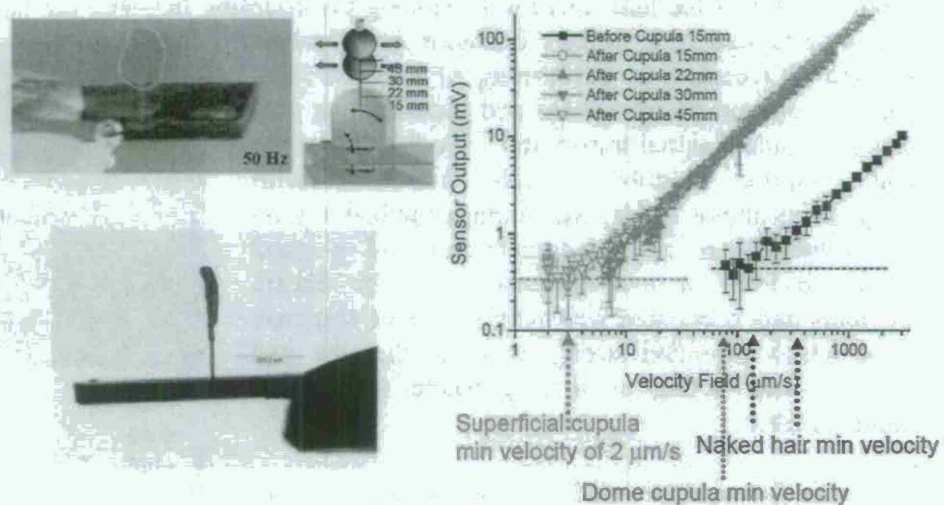 50 Hz
45 mm
30 mm
22 mm
15 mm
Sensor Output (mV)
100
10
1
0.1
Before Cupula 15mm
After Cupula 15mm
After Cupula 22mm
After Cupula 30mm
After Cupula 45mm
1
10
100
1000
Velocity Field (μm/s)
Superficial cupula
min velocity of 2 μm/s
Naked hair min velocity
Dome cupula min velocity